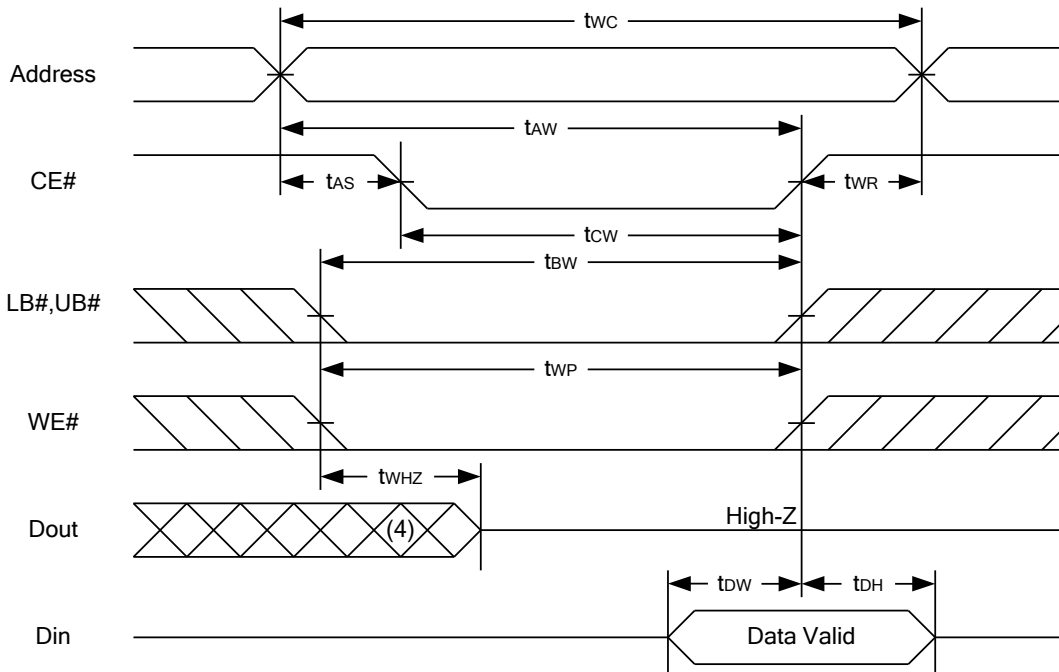 tWC
Address
tAW
CE#
tAS
tWR
tCW
tBW
LB#,UB#
tWP
WE#
tWHZ
Dout
(4)
High-Z
tDW
tDH
Din
Data Valid